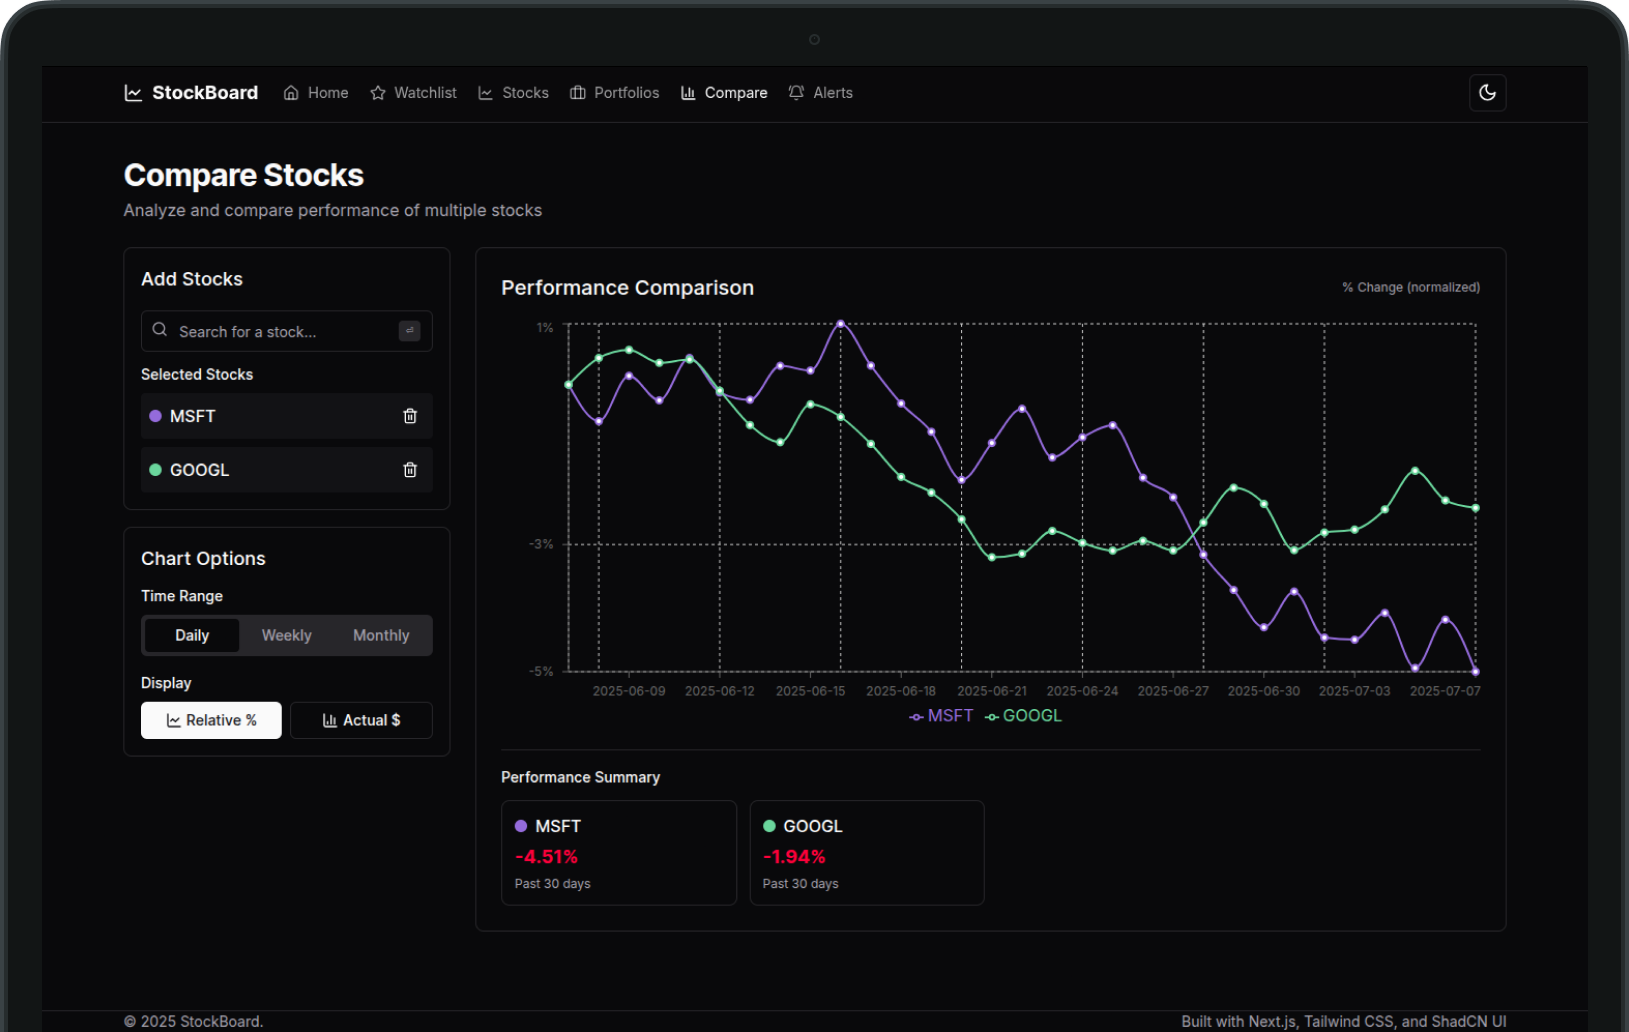 StockBoard Home Watchlist Stocks Portfolios Compare Alerts
Compare Stocks
Analyze and compare performance of multiple stocks
Add Stocks
Search for a stock...
Selected Stocks
MSFT
GOOGL
Chart Options
Time Range
Daily Weekly Monthly
Display
Relative % Actual $
Performance Comparison
% Change (normalized)
1%
-3%
-5%
2025-06-09 2025-06-12 2025-06-15 2025-06-18 2025-06-21 2025-06-24 2025-06-27 2025-06-30 2025-07-03 2025-07-07
MSFT GOOGL
Performance Summary
MSFT
-4.51%
Past 30 days
GOOGL
-1.94%
Past 30 days
© 2025 StockBoard.
Built with Next.js, Tailwind CSS, and ShadCN UI